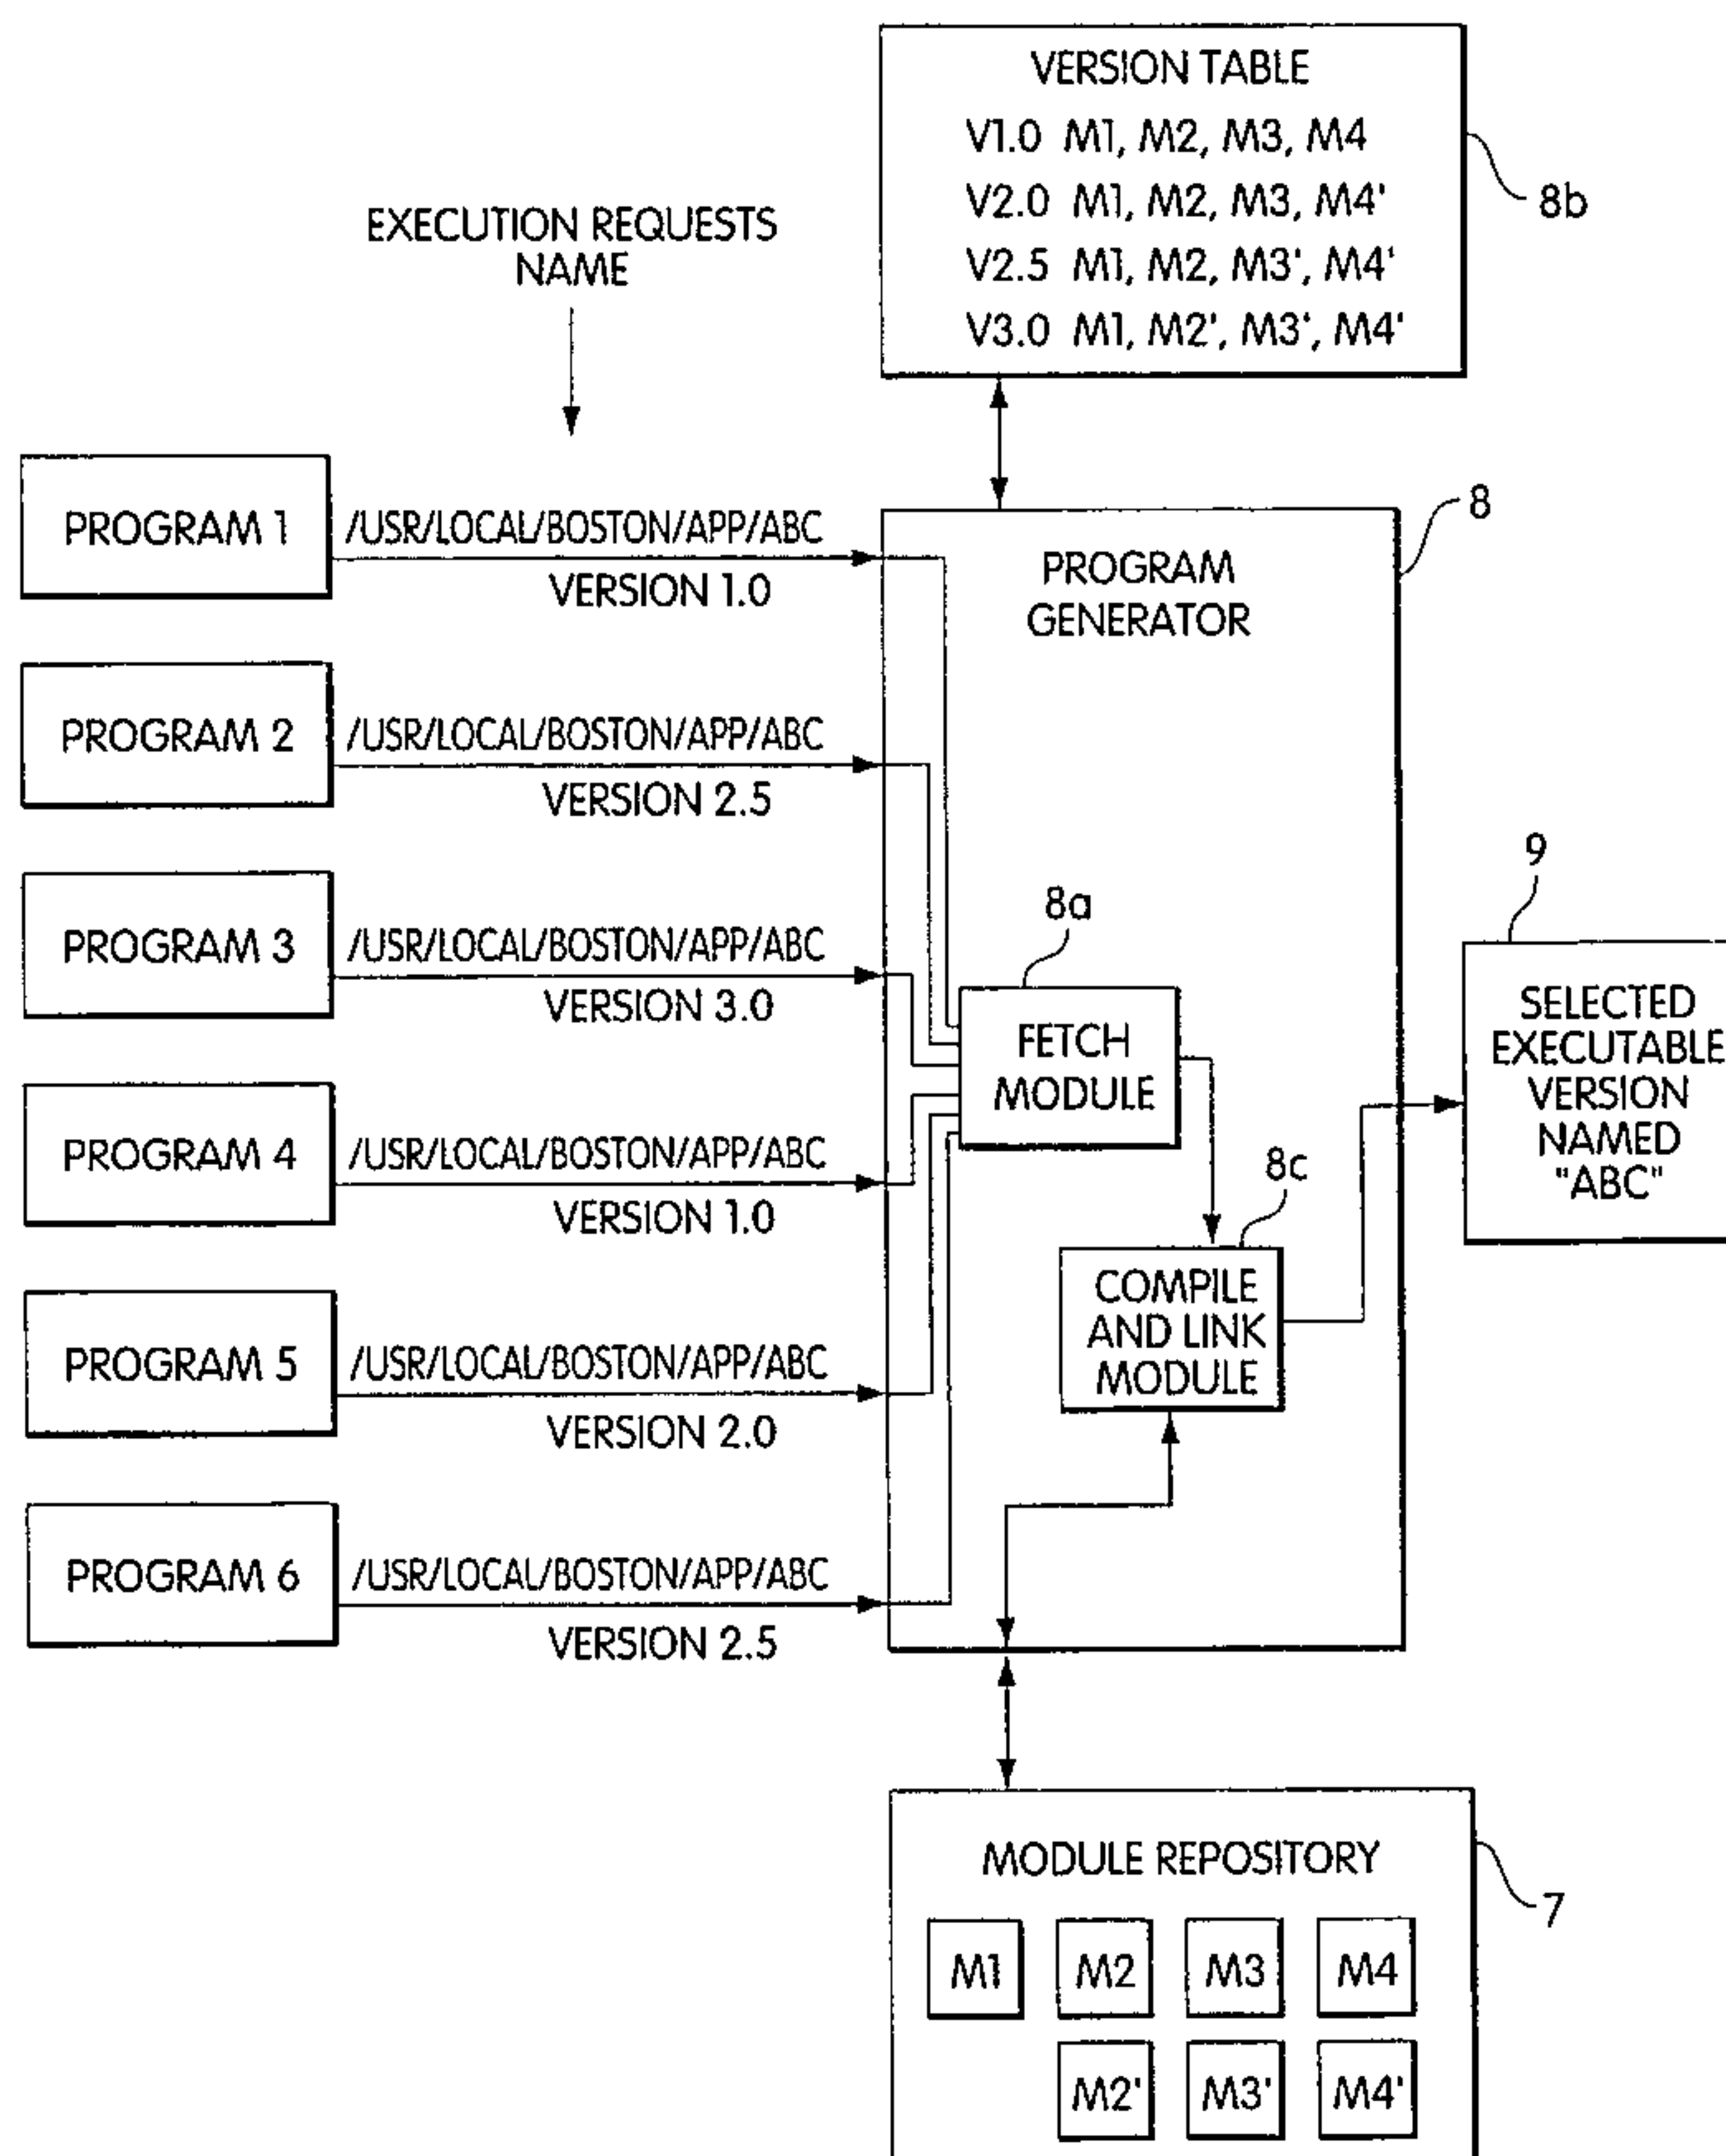 VERSION TABLE
V1.0 M1, M2, M3, M4
V2.0 M1, M2, M3, M4'
V2.5 M1, M2, M3', M4'
V3.0 M1, M2', M3', M4'
8b
EXECUTION REQUESTS
NAME
PROGRAM 1
/USR/LOCAL/BOSTON/APP/ABC
VERSION 1.0
PROGRAM 2
/USR/LOCAL/BOSTON/APP/ABC
VERSION 2.5
PROGRAM 3
/USR/LOCAL/BOSTON/APP/ABC
VERSION 3.0
PROGRAM 4
/USR/LOCAL/BOSTON/APP/ABC
VERSION 1.0
PROGRAM 5
/USR/LOCAL/BOSTON/APP/ABC
VERSION 2.0
PROGRAM 6
/USR/LOCAL/BOSTON/APP/ABC
VERSION 2.5
8
PROGRAM
GENERATOR
8a
FETCH
MODULE
8c
COMPILE
AND LINK
MODULE
9
SELECTED
EXECUTABLE
VERSION
NAMED
"ABC"
MODULE REPOSITORY
7
M1 M2 M3 M4
M2' M3' M4'